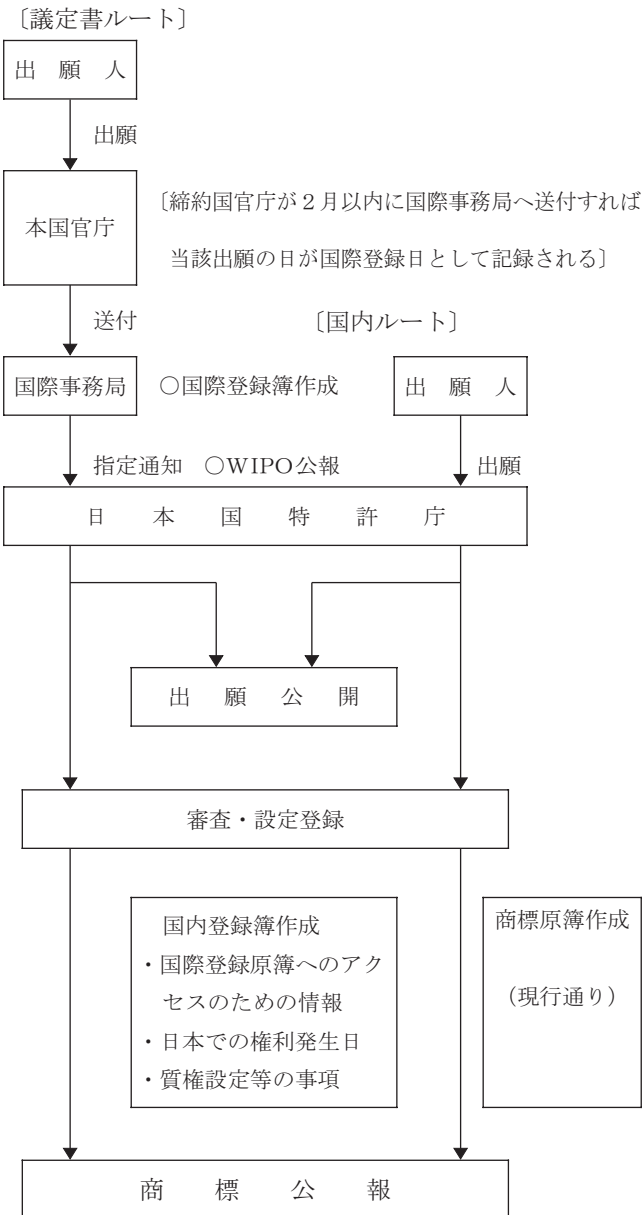 〔議定書ルート〕
出願人
出願
本国官庁
〔締約国官庁が２月以内に国際事務局へ送付すれば
当該出願の日が国際登録日として記録される〕
送付
〔国内ルート〕
国際事務局
○国際登録簿作成
出願人
指定通知 ○WIPO公報
出願
日本国特許庁
出願公開
審査・設定登録
国内登録簿作成
・国際登録原簿へのアク
セスのための情報
・日本での権利発生日
・質権設定等の事項
商標原簿作成
（現行通り）
商標公報